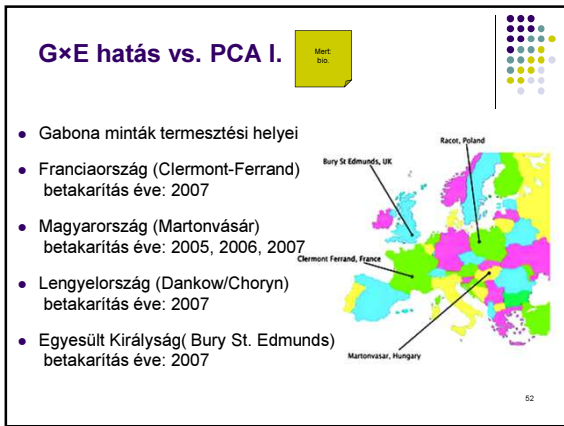 G×E hatás vs. PCA I.
Mert:
bio.
Gabona minták termesztési helyei
Franciaország (Clermont-Ferrand)
betakarítás éve: 2007
Magyarország (Martonvásár)
betakarítás éve: 2005, 2006, 2007
Lengyelország (Dankow/Choryn)
betakarítás éve: 2007
Egyesült Királyság( Bury St. Edmunds)
betakarítás éve: 2007
Racot, Poland
Bury St Edmunds, UK
Clermont Ferrand, France
Martonvasar, Hungary
52